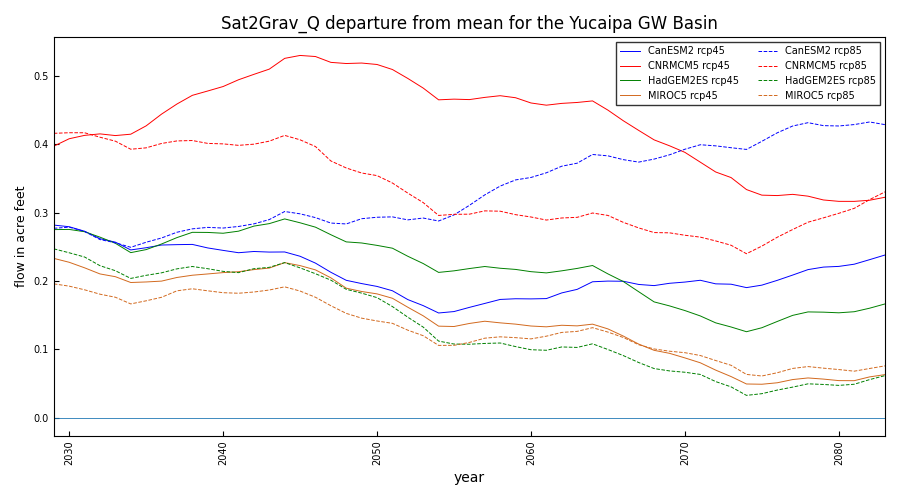 Sat2Grav_Q departure from mean for the Yucaipa GW Basin
CanESM2 rcp45
CNRMCM5 rcp45
HadGEM2ES rcp45
MIROC5 rcp45
CanESM2 rcp85
CNRMCM5 rcp85
HadGEM2ES rcp85
MIROC5 rcp85
flow in acre feet
0.5
0.4
0.3
0.2
0.1
0.0
2030
2040
2050
2060
2070
2080
year